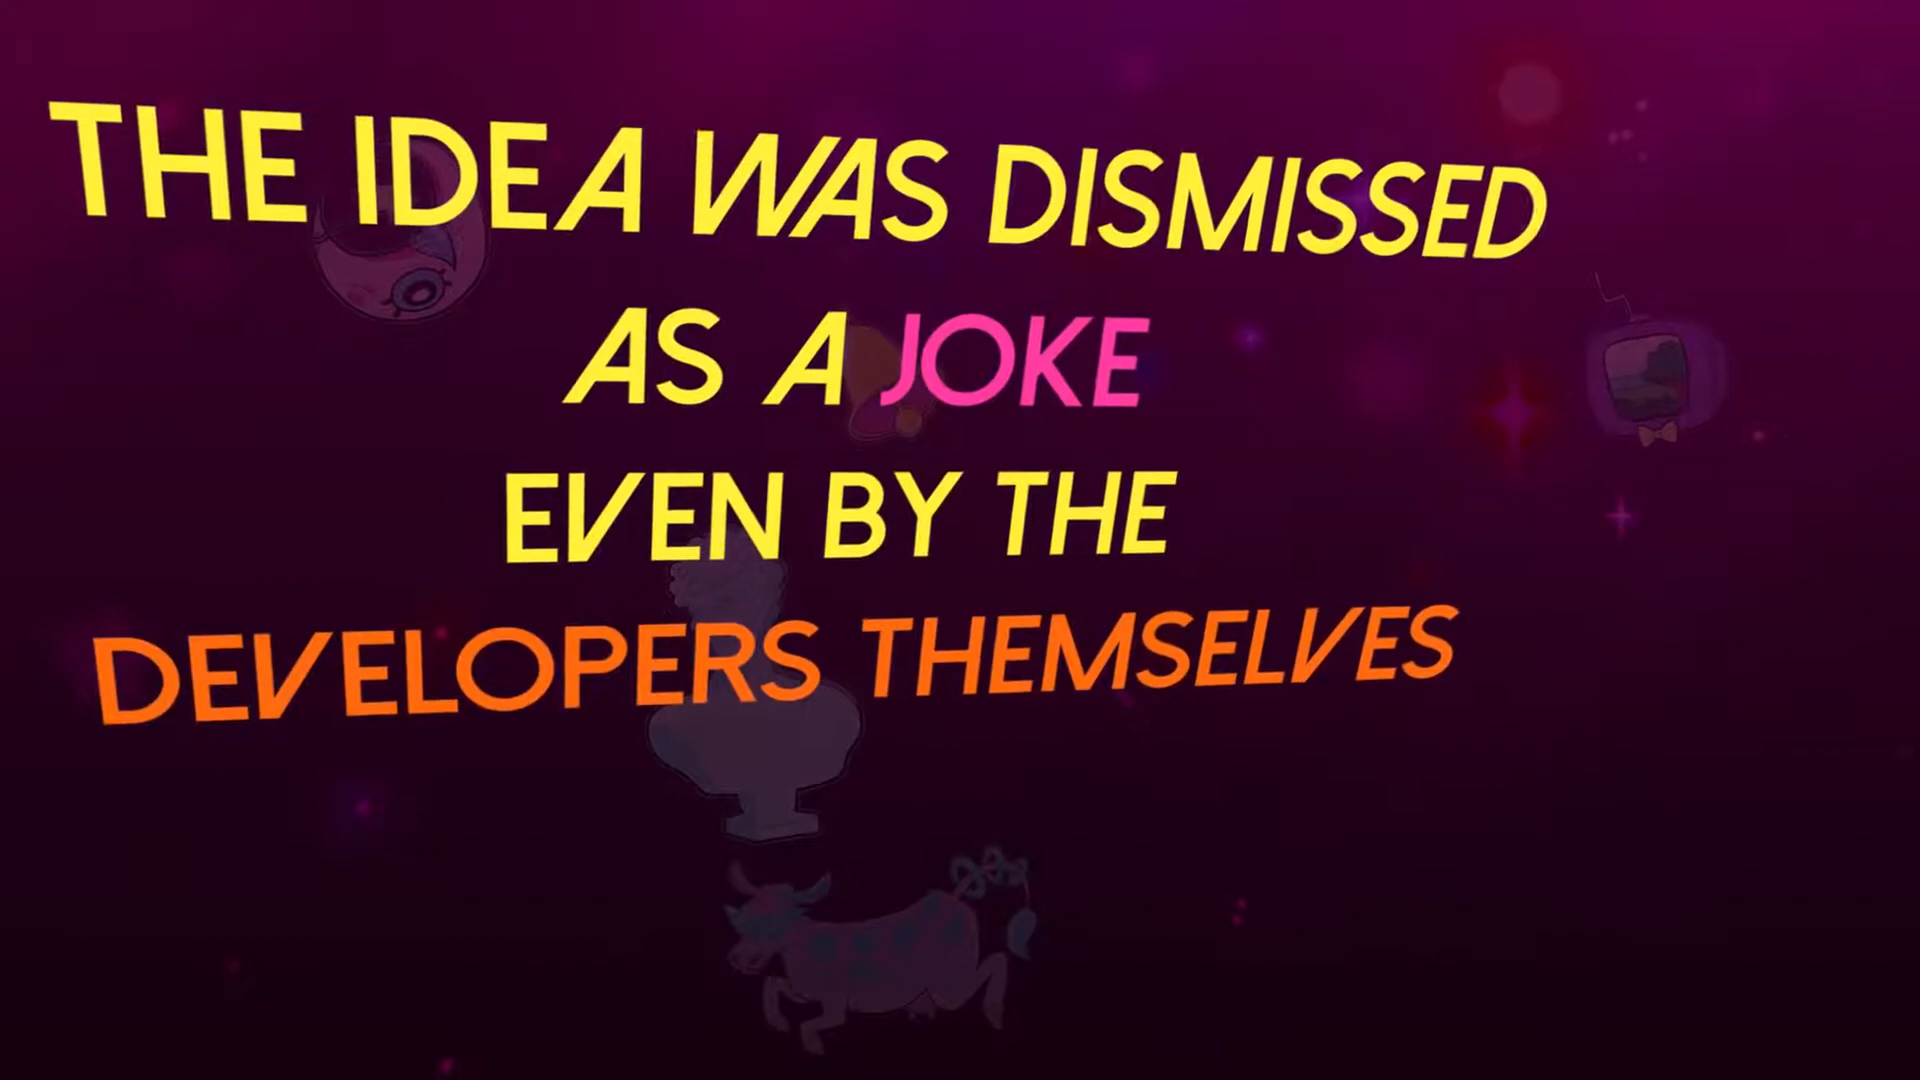 THE IDEA WAS DISMISSED
AS A JOKE
EVEN BY THE
DEVELOPERS THEMSELVES